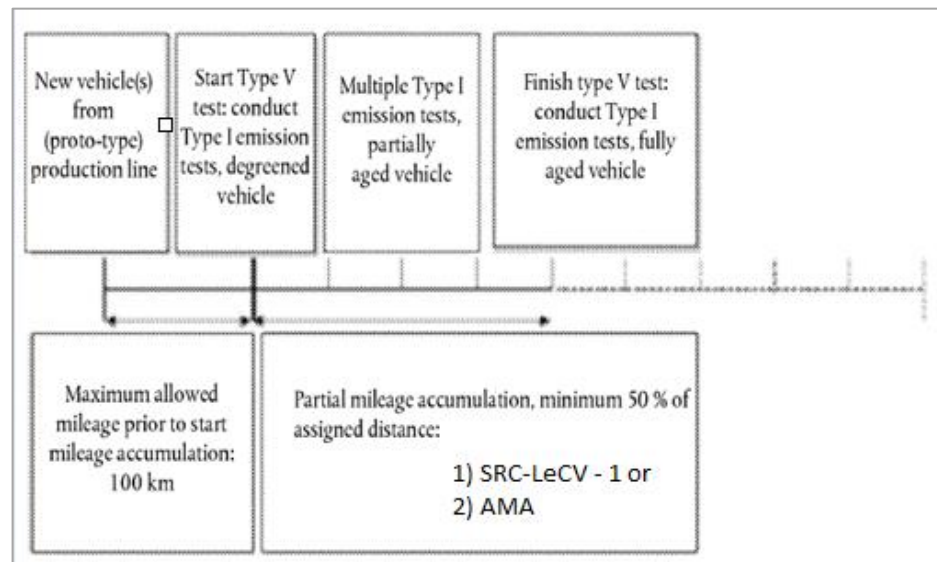 New vehicle(s)
from
(proto-type)
production line
Start Type V
test: conduct
Type I emission
tests, degreened
vehicle
Multiple Type I
emission tests,
partially
aged vehicle
Finish type V test:
conduct Type I
emission tests, fully
aged vehicle
Maximum allowed
mileage prior to start
mileage accumulation:
100 km
Partial mileage accumulation, minimum 50 % of
assigned distance:
1) SRC-LeCV - 1 or
2) AMA